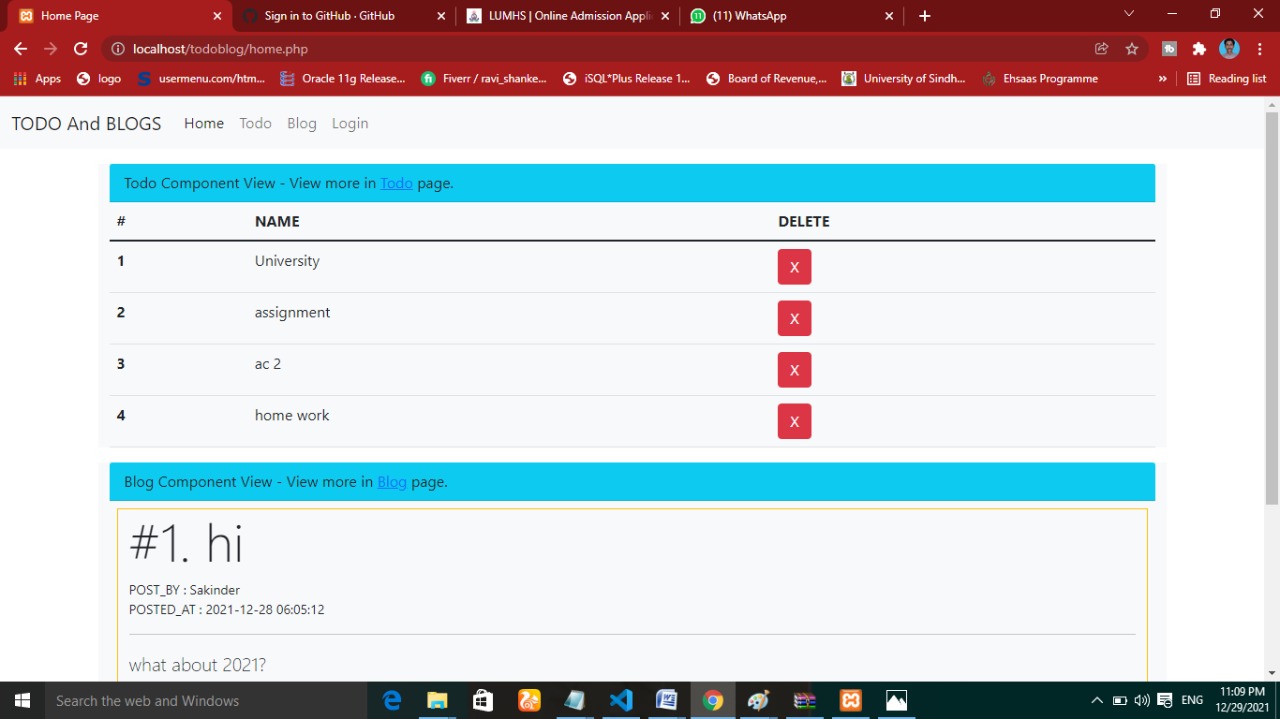 Home Page
Sign in to GitHub · GitHub
LUMHS | Online Admission Appli
(11) WhatsApp
localhost/todoblog/home.php
Apps
logo
usermenu.com/htm...
Oracle 11g Release...
Fiverr / ravi_shanke...
iSQL*Plus Release 1...
Board of Revenue,...
University of Sindh...
Ehsaas Programme
»
Reading list
TODO And BLOGS Home Todo Blog Login
Todo Component View - View more in Todo page.
# NAME DELETE
1 University X
2 assignment X
3 ac 2 X
4 home work X
Blog Component View - View more in Blog page.
#1. hi
POST_BY : Sakinder
POSTED_AT : 2021-12-28 06:05:12
what about 2021?
Search the web and Windows
ENG
11:09 PM
12/29/2021